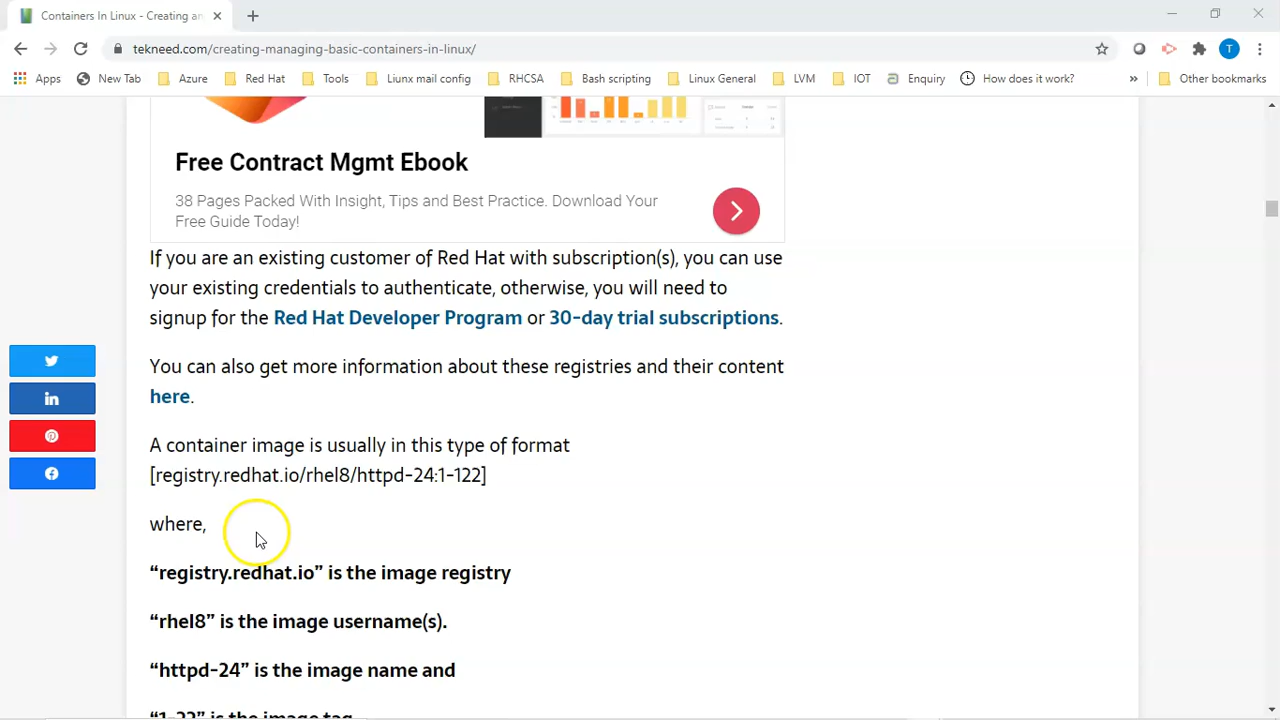 Containers In Linux - Creating an
tekneed.com/creating-managing-basic-containers-in-linux/
T
Apps
New Tab
Azure
Red Hat
Tools
Liunx mail config
RHCSA
Bash scripting
Linux General
LVM
IOT
Enquiry
How does it work?
»
Other bookmarks
Free Contract Mgmt Ebook
38 Pages Packed With Insight, Tips and Best Practice. Download Your
Free Guide Today!
If you are an existing customer of Red Hat with subscription(s), you can use
your existing credentials to authenticate, otherwise, you will need to
signup for the Red Hat Developer Program or 30-day trial subscriptions.
You can also get more information about these registries and their content
here.
A container image is usually in this type of format
[registry.redhat.io/rhel8/httpd-24:1-122]
where,
“registry.redhat.io” is the image registry
“rhel8” is the image username(s).
“httpd-24” is the image name and
“1-22” is the image tag